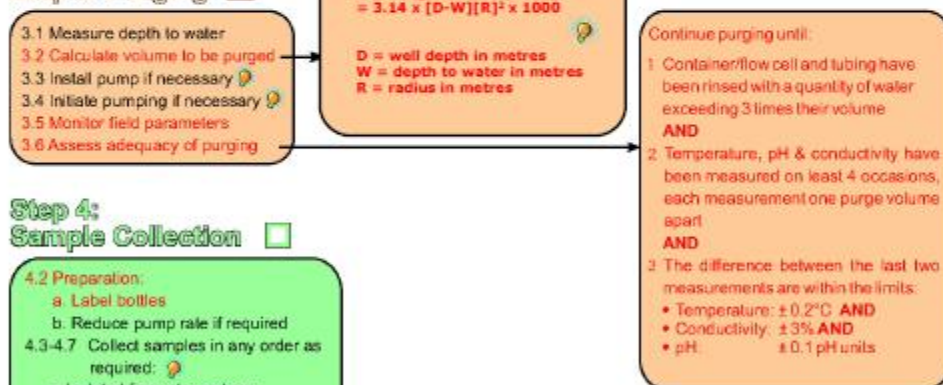 = 3.14 x [D-W][R]² x 1000
D = well depth in metres
W = depth to water in metres
R = radius in metres
3.1 Measure depth to water
3.2 Calculate volume to be purged
3.3 Install pump if necessary
3.4 Initiate pumping if necessary
3.5 Monitor field parameters
3.6 Assess adequacy of purging
Continue purging until:
1 Container/flow cell and tubing have
been rinsed with a quantity of water
exceeding 3 times their volume
AND
2 Temperature, pH & conductivity have
been measured on least 4 occasions,
each measurement one purge volume
apart
AND
3 The difference between the last two
measurements are within the limits:
• Temperature: ± 0.2°C AND
• Conductivity: ± 3% AND
• pH: ± 0.1 pH units
Step 4:
Sample Collection
4.2 Preparation:
a. Label bottles
b. Reduce pump rate if required
4.3-4.7 Collect samples in any order as
required: